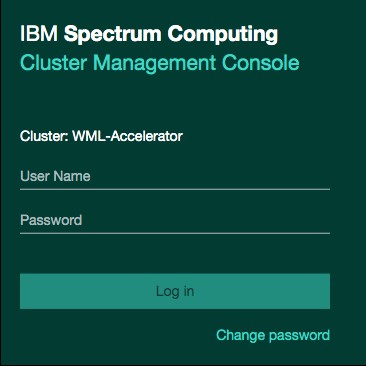 IBM Spectrum Computing
Cluster Management Console
Cluster: WML-Accelerator
User Name
Password
Log in
Change password